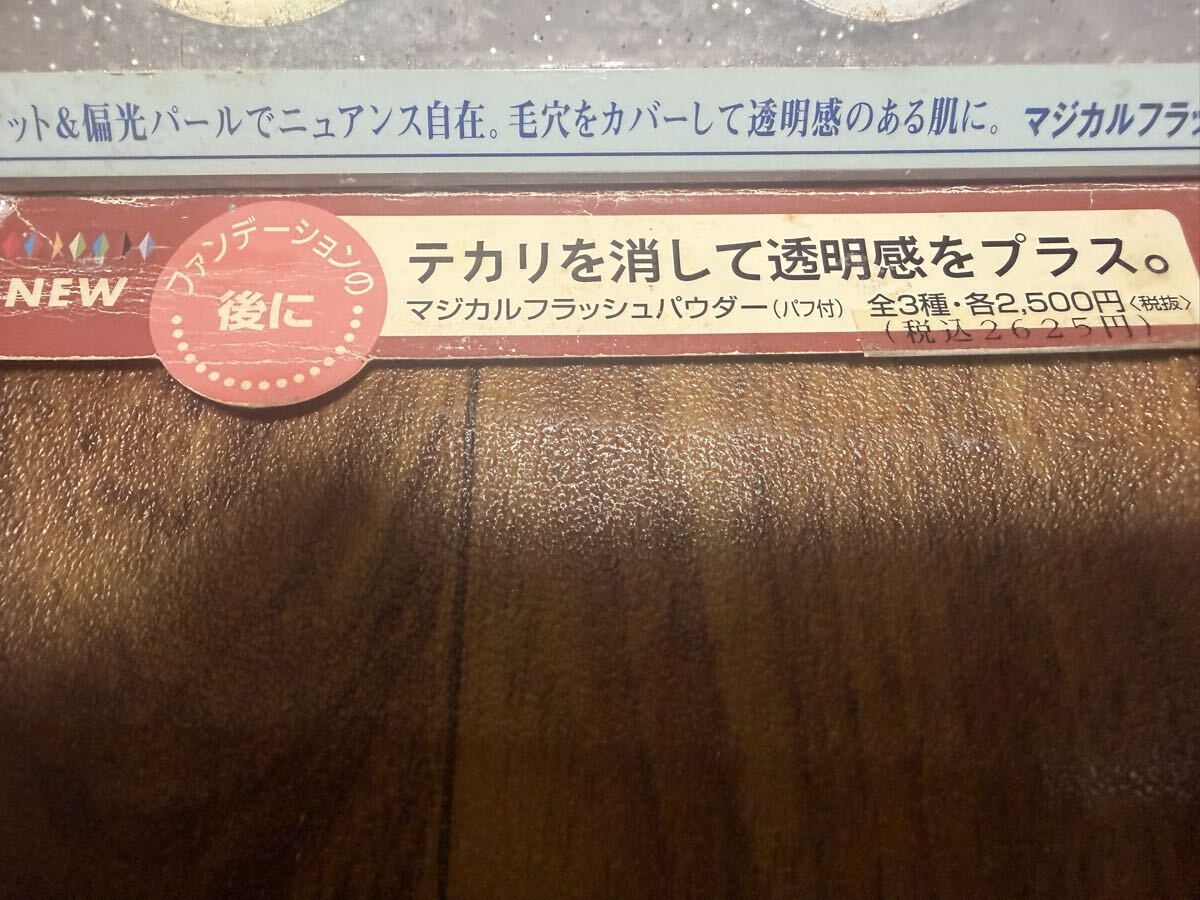 ット&偏光パールでニュアンス自在。毛穴をカバーして透明感のある肌に。 マジカルフラッ
NEW
ファンデーションの
後に
テカリを消して透明感をプラス。
マジカルフラッシュパウダー(パフ付) 全3種・各2,500円〈税抜〉
(税込2625円)